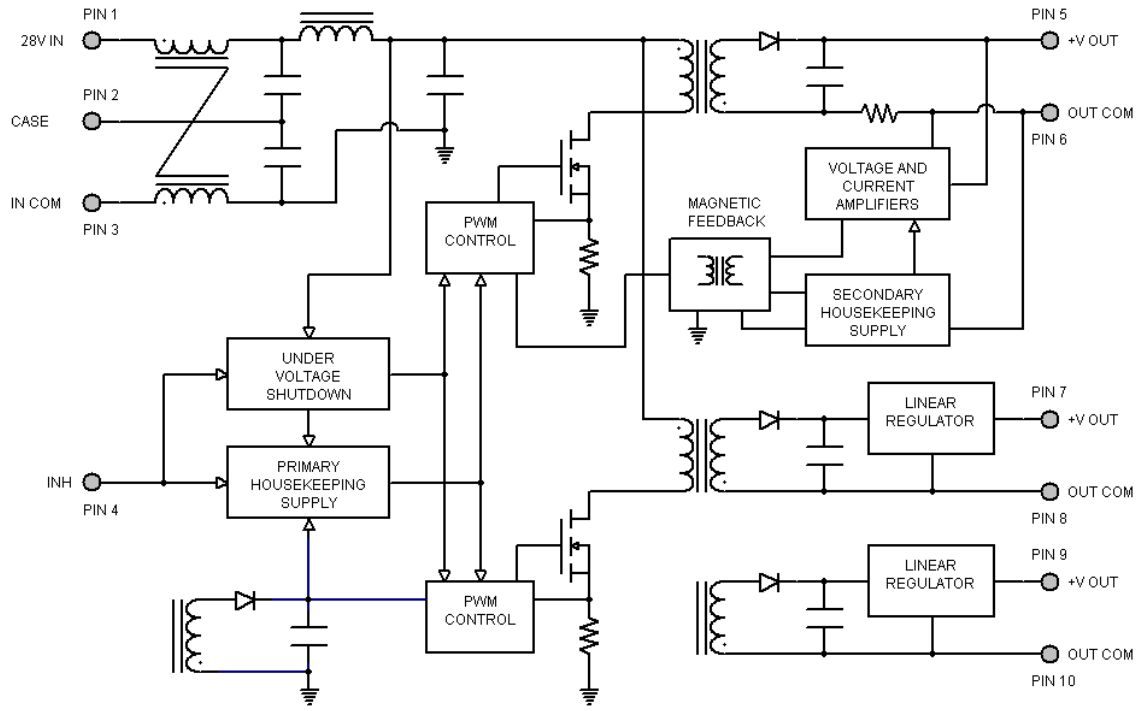 PIN 1
28V IN
PIN 2
CASE
IN COM
PIN 3
PIN 5
+V OUT
OUT COM
PIN 6
VOLTAGE AND
CURRENT
AMPLIFIERS
MAGNETIC
FEEDBACK
PWM
CONTROL
SECONDARY
HOUSEKEEPING
SUPPLY
UNDER
VOLTAGE
SHUTDOWN
PRIMARY
HOUSEKEEPING
SUPPLY
INH
PIN 4
PIN 7
LINEAR
REGULATOR
+V OUT
OUT COM
PIN 8
PIN 9
LINEAR
REGULATOR
+V OUT
PWM
CONTROL
OUT COM
PIN 10